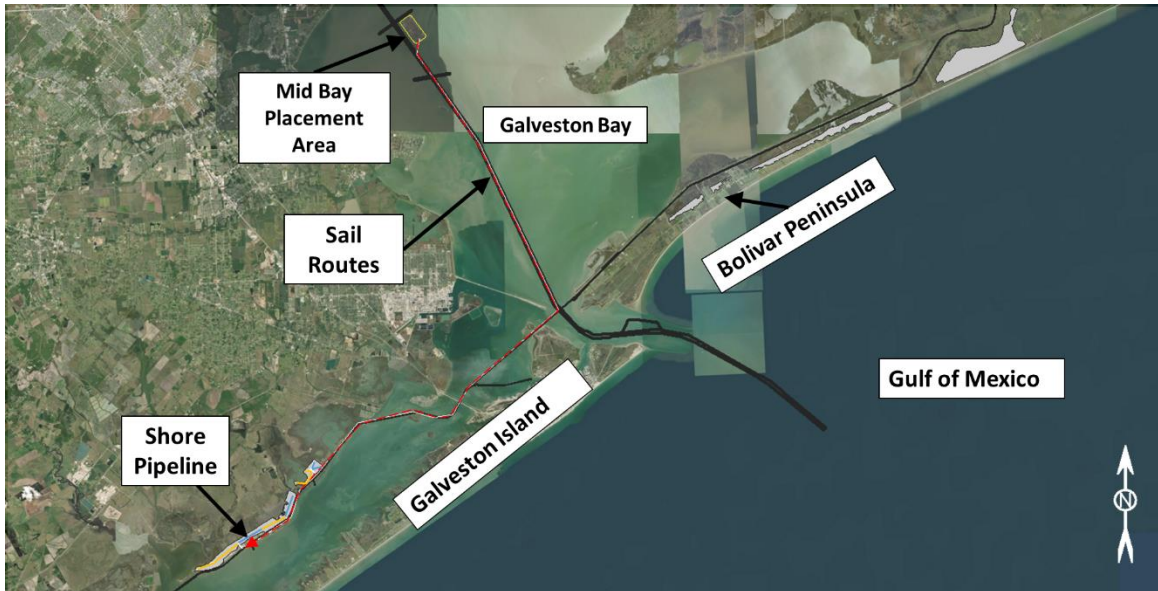 Mid Bay
Placement
Area
Galveston Bay
Sail
Routes
Bolivar Peninsula
Gulf of Mexico
Galveston Island
Shore
Pipeline
N